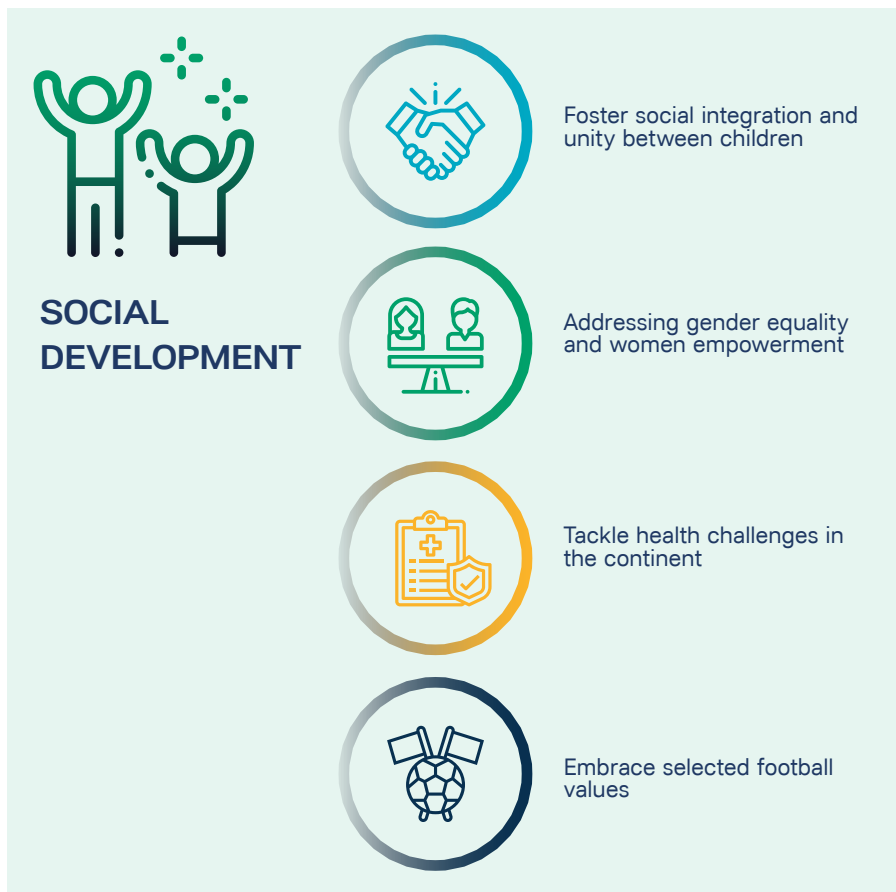 SOCIAL
DEVELOPMENT
Foster social integration and
unity between children
Addressing gender equality
and women empowerment
Tackle health challenges in
the continent
Embrace selected football
values